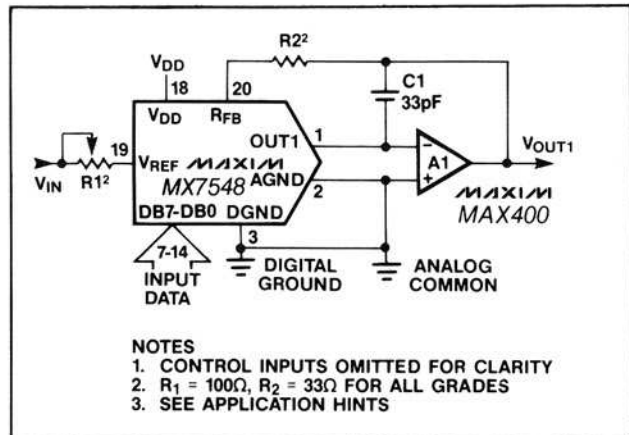 VDD
18
20
R2²
C1
33pF
VDD
RFB
OUT1
1
19
VREF MAXIM
MX7548
AGND
2
VIN
R1²
DB7-DB0 DGND
3
7-14
INPUT
DATA
DIGITAL
GROUND
ANALOG
COMMON
−
A1
+
VOUT1
MAXIM
MAX400
NOTES
1. CONTROL INPUTS OMITTED FOR CLARITY
2. R1 = 100Ω, R2 = 33Ω FOR ALL GRADES
3. SEE APPLICATION HINTS